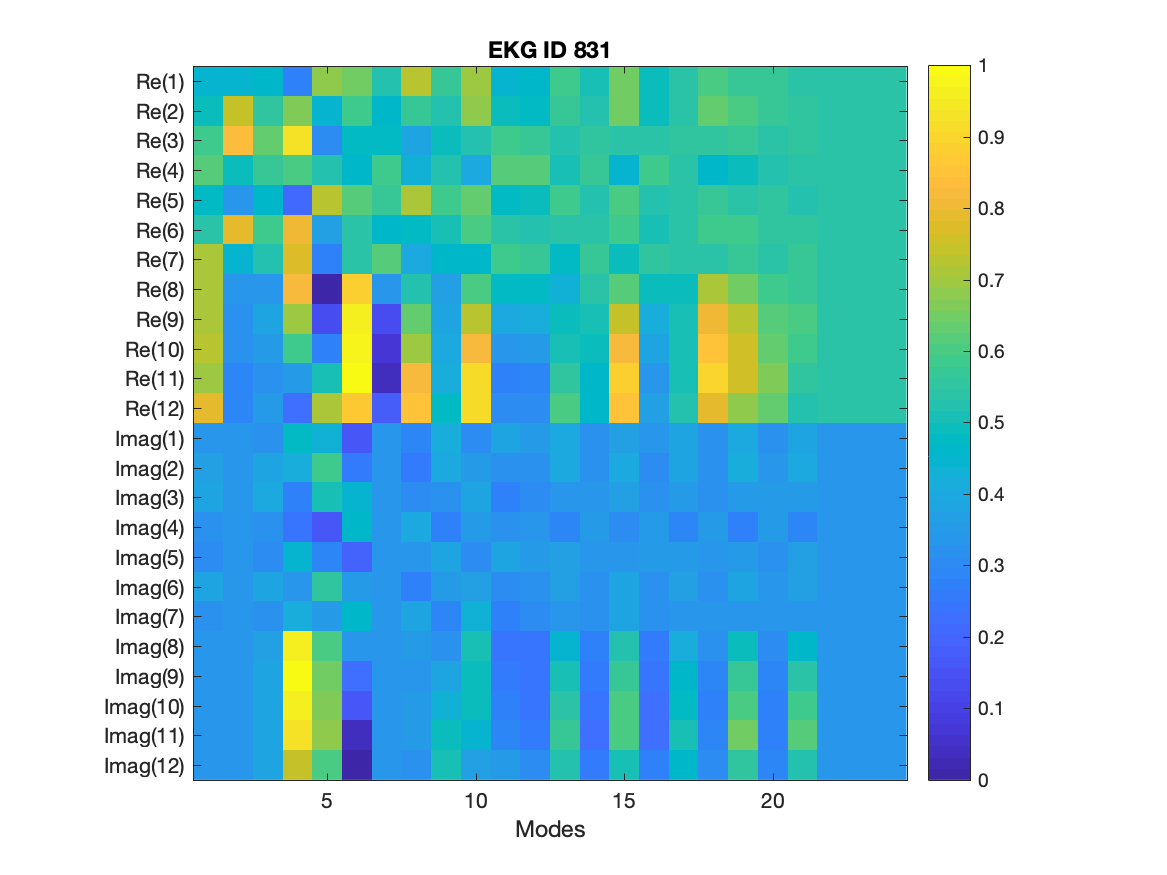 EKG ID 831
Re(1)
Re(2)
Re(3)
Re(4)
Re(5)
Re(6)
Re(7)
Re(8)
Re(9)
Re(10)
Re(11)
Re(12)
Imag(1)
Imag(2)
Imag(3)
Imag(4)
Imag(5)
Imag(6)
Imag(7)
Imag(8)
Imag(9)
Imag(10)
Imag(11)
Imag(12)
5 10 15 20
Modes
1
0.9
0.8
0.7
0.6
0.5
0.4
0.3
0.2
0.1
0